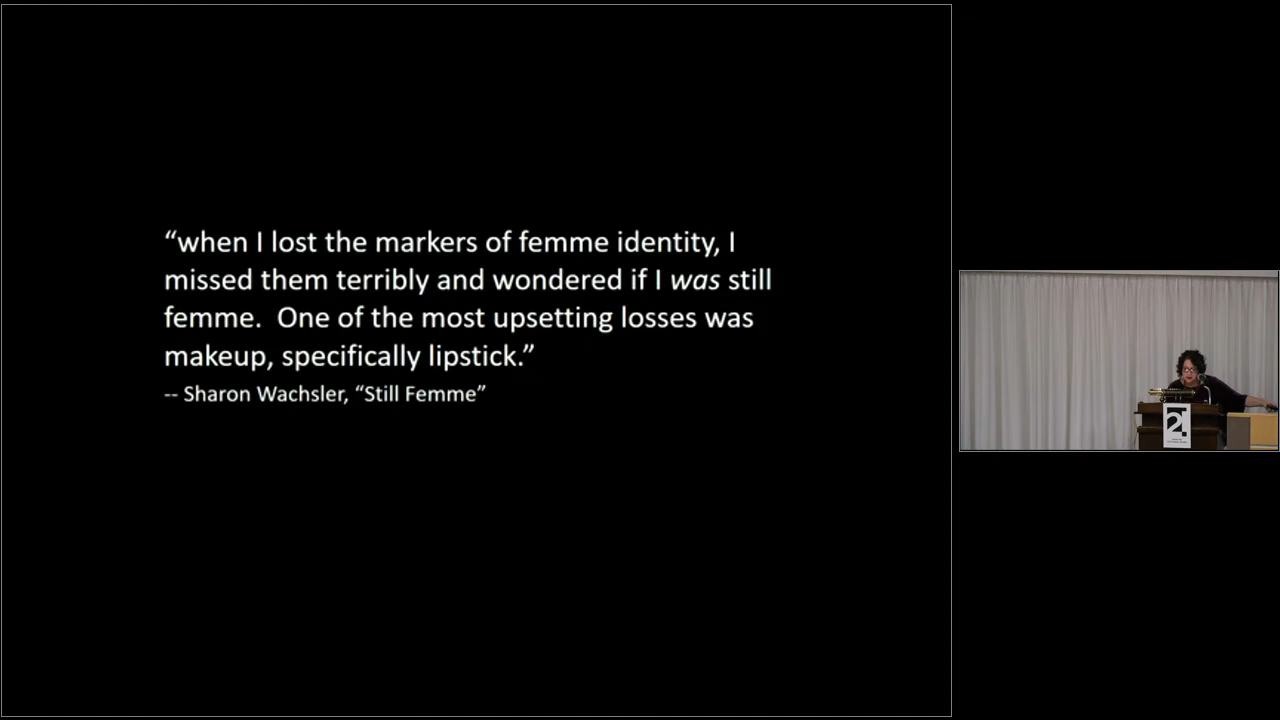 “when I lost the markers of femme identity, I
missed them terribly and wondered if I was still
femme.  One of the most upsetting losses was
makeup, specifically lipstick.”
-- Sharon Wachsler, “Still Femme”
2